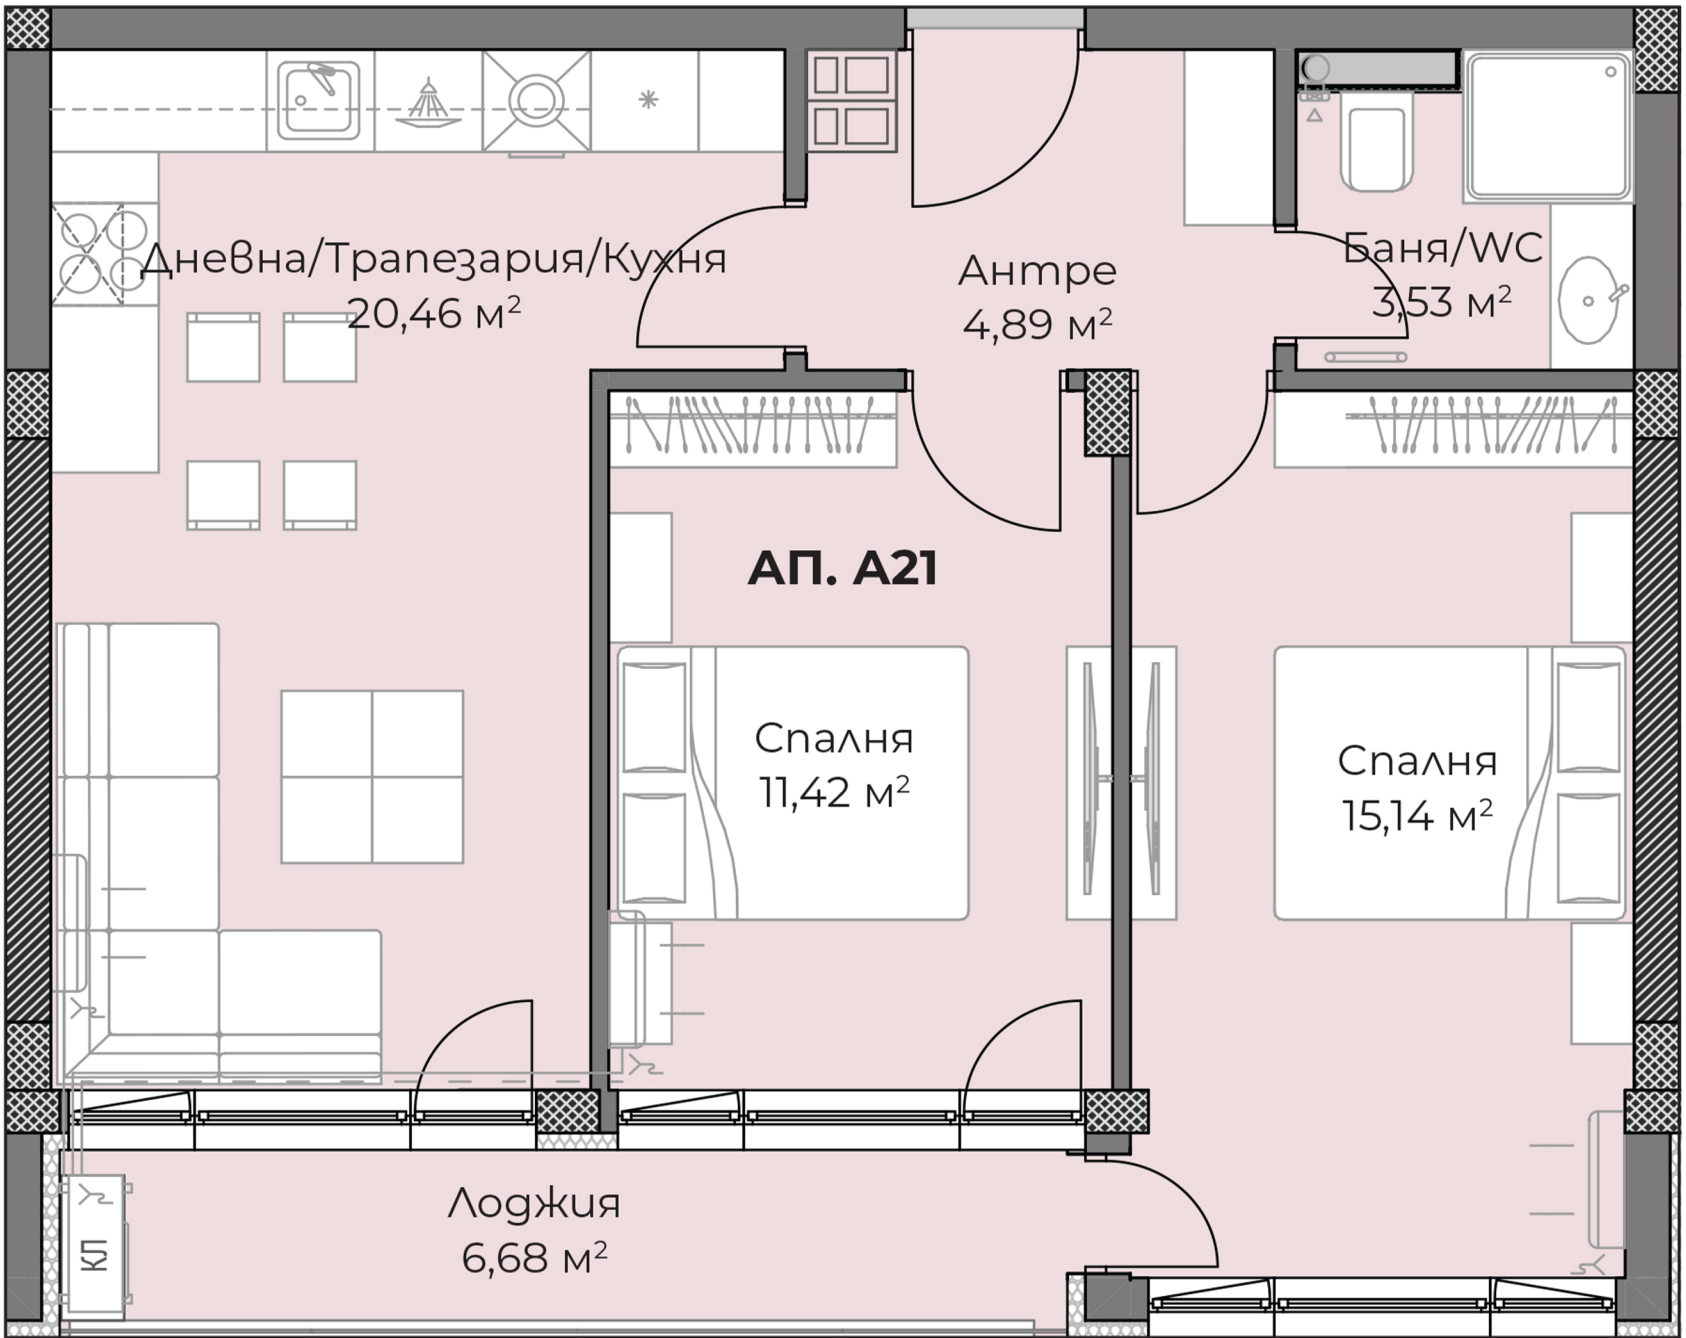 Дневна/Трапезария/Кухня
20,46 м²
Антре
4,89 м²
Баня/WC
3,53 м²
АП. А21
Спалня
11,42 м²
Спалня
15,14 м²
Лоджия
6,68 м²
КЛ